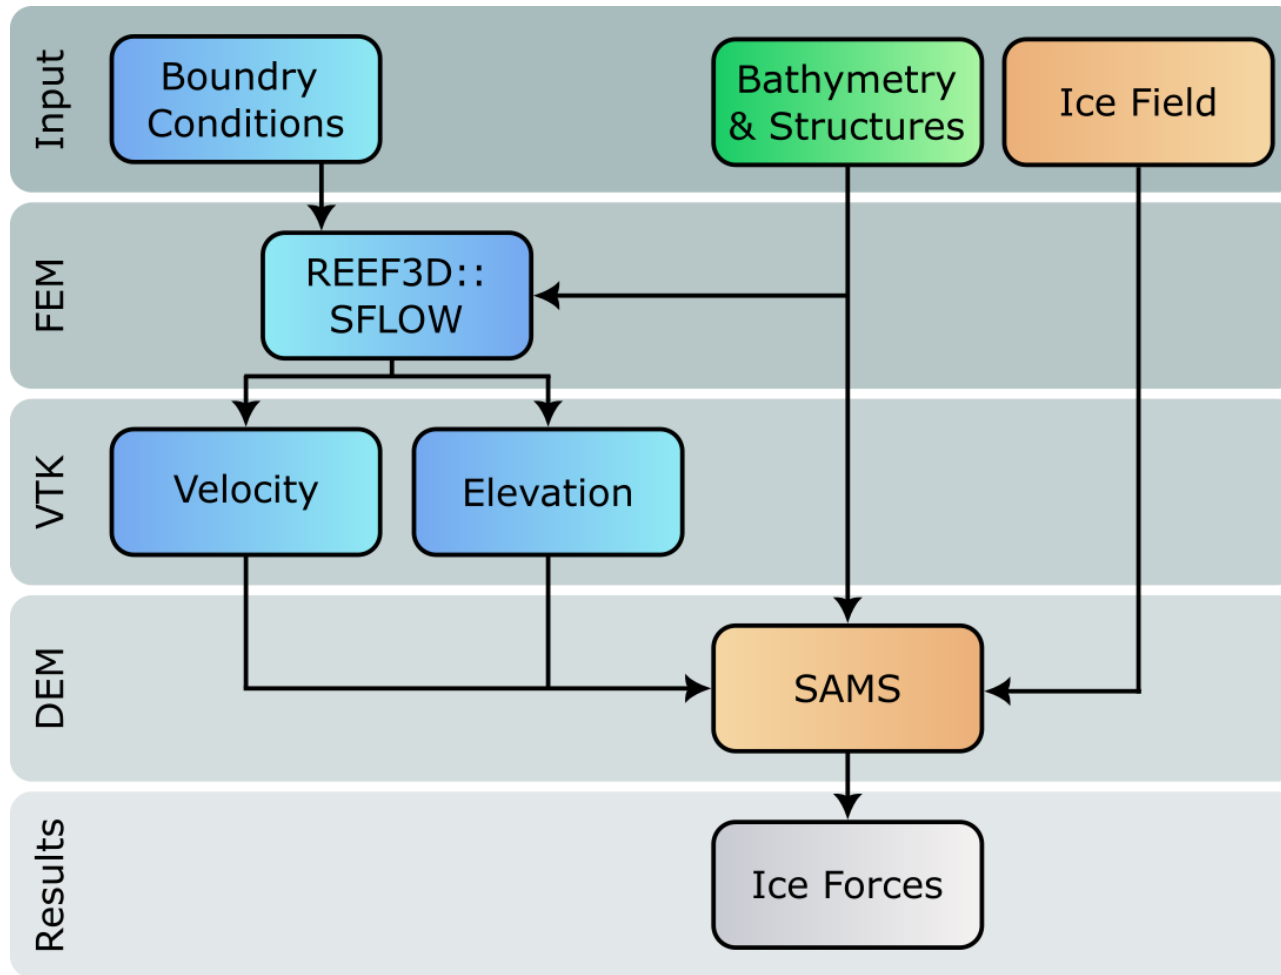 Input
Boundry
Conditions
Bathymetry
& Structures
Ice Field
FEM
REEF3D::
SFLOW
VTK
Velocity
Elevation
DEM
SAMS
Results
Ice Forces